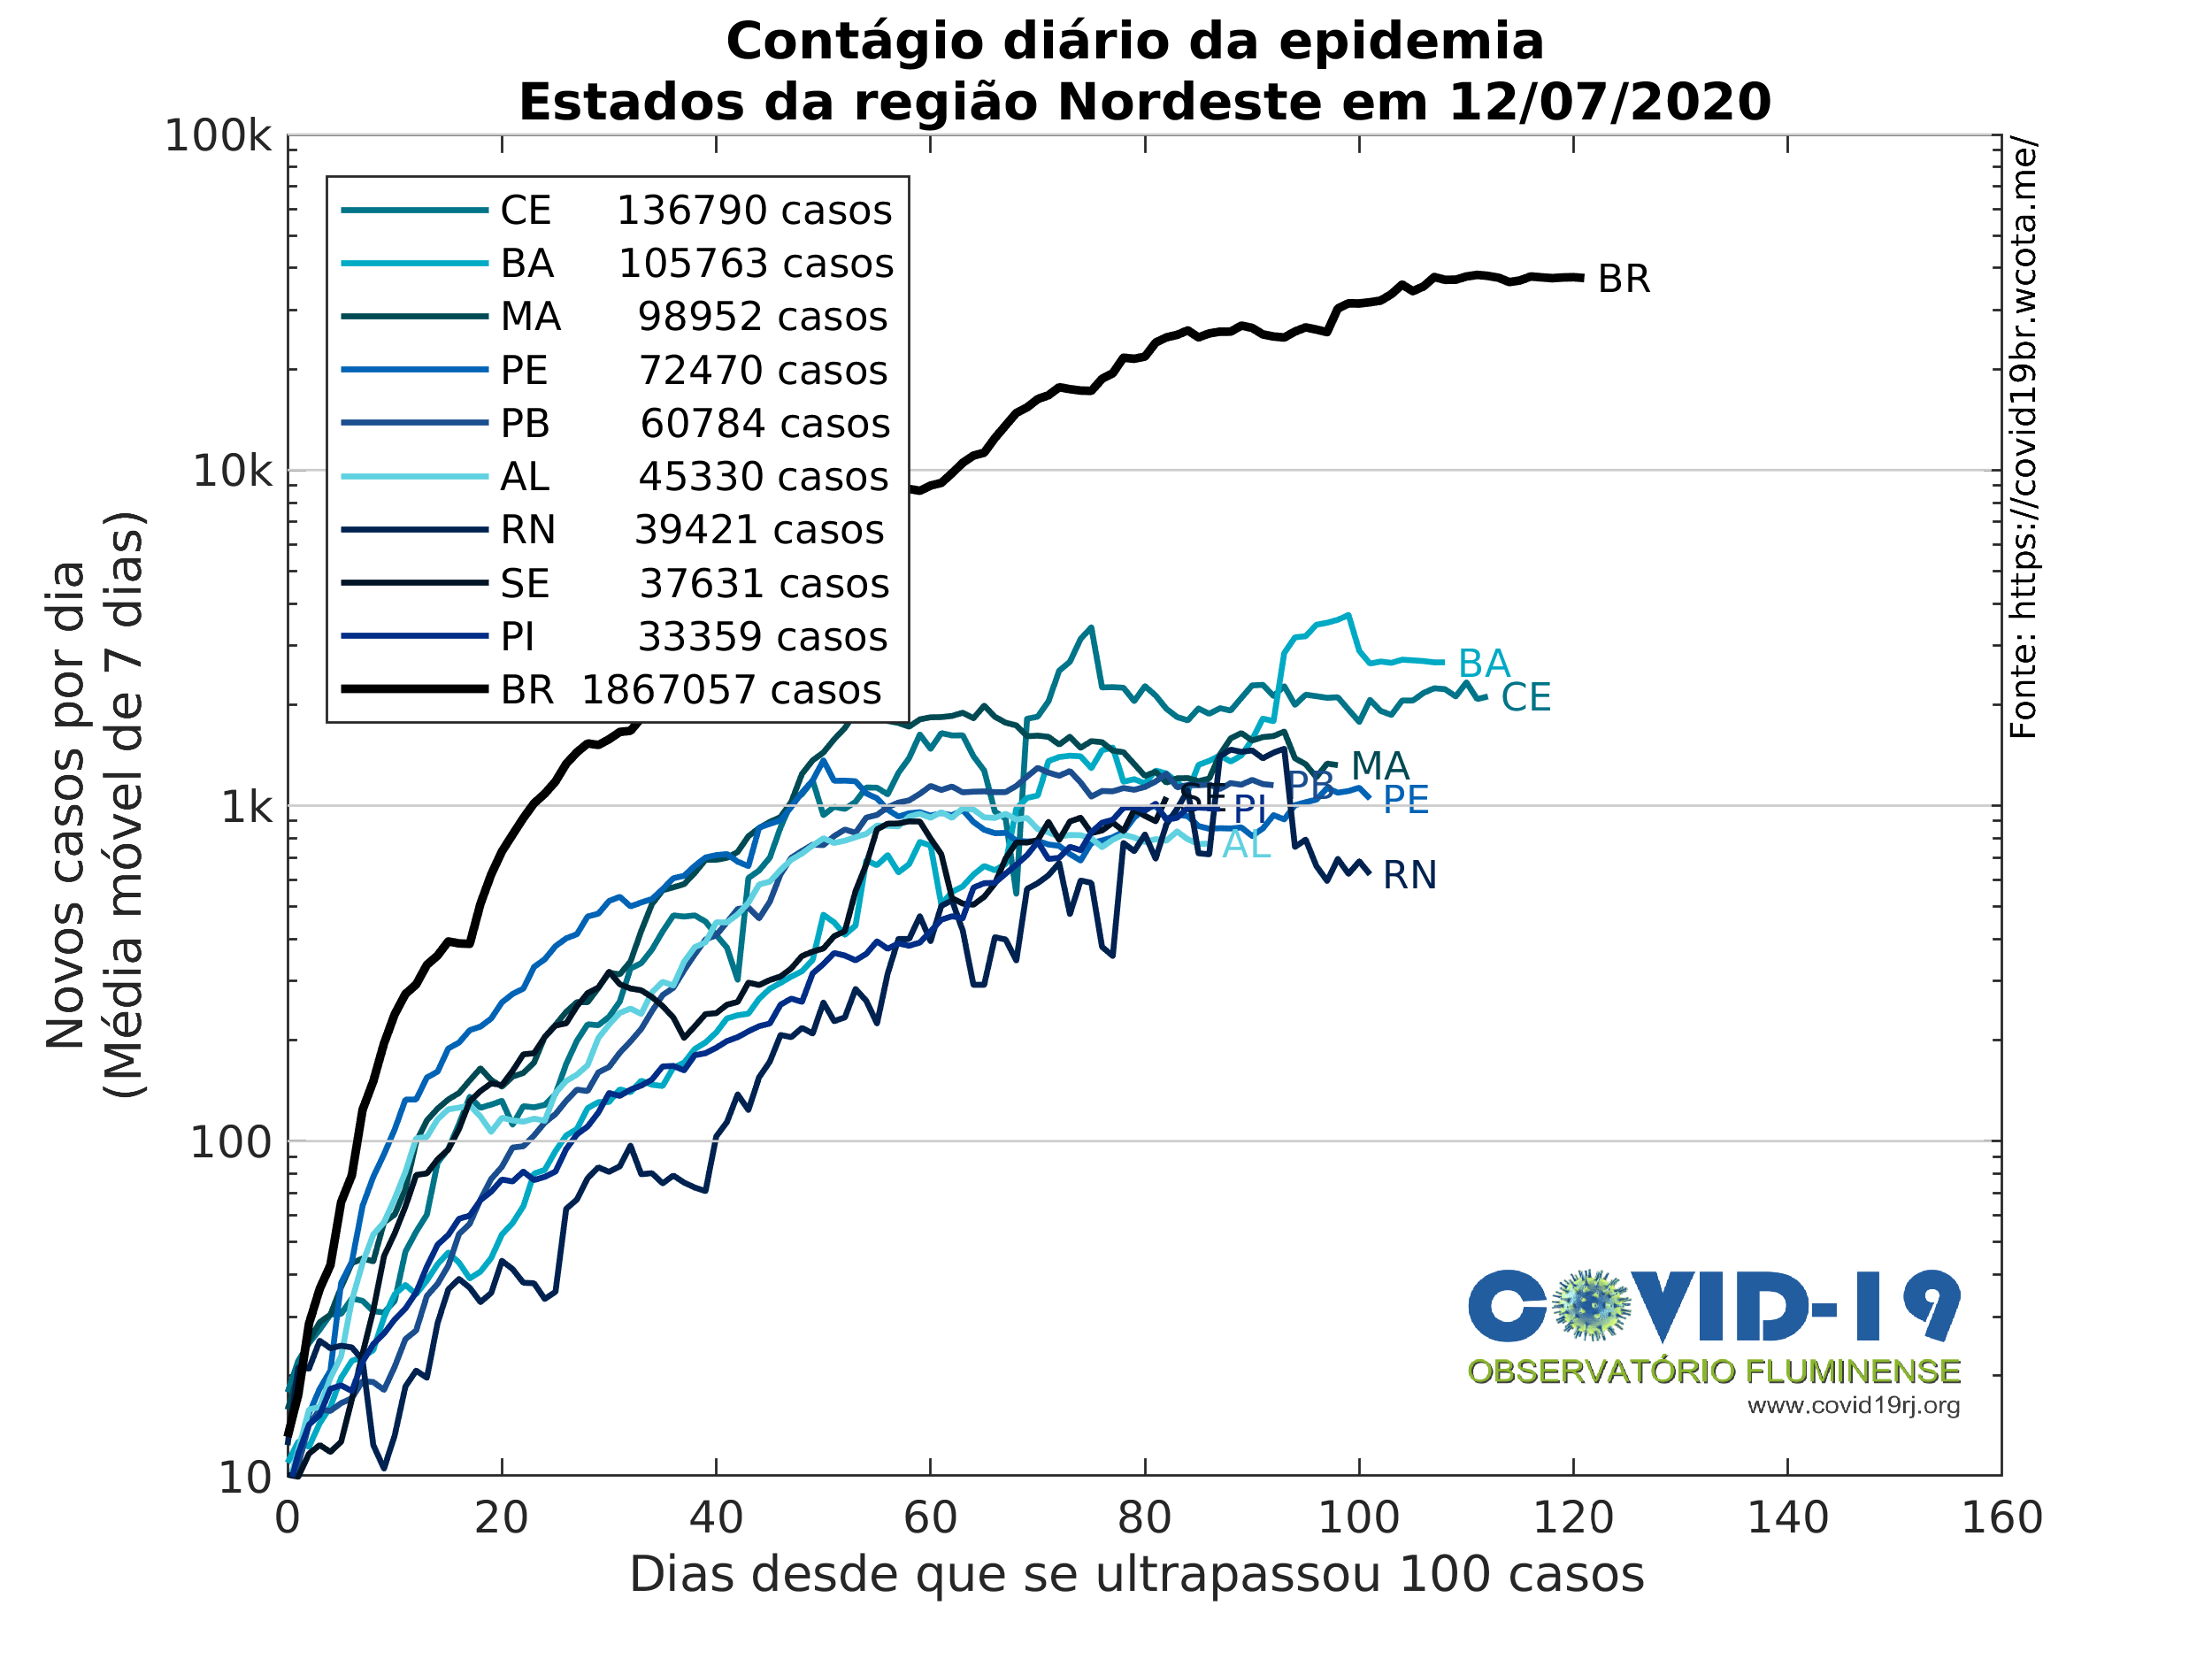 Contágio diário da epidemia
Estados da região Nordeste em 12/07/2020
100k
10k
1k
100
10
Novos casos por dia
(Média móvel de 7 dias)
CE 136790 casos
BA 105763 casos
MA 98952 casos
PE 72470 casos
PB 60784 casos
AL 45330 casos
RN 39421 casos
SE 37631 casos
PI 33359 casos
BR 1867057 casos
BR
BA
CE
MA
PB
PE
SE
PI
AL
RN
Fonte: https://covid19br.wcota.me/
COVID-19
OBSERVATÓRIO FLUMINENSE
www.covid19rj.org
0 20 40 60 80 100 120 140 160
Dias desde que se ultrapassou 100 casos